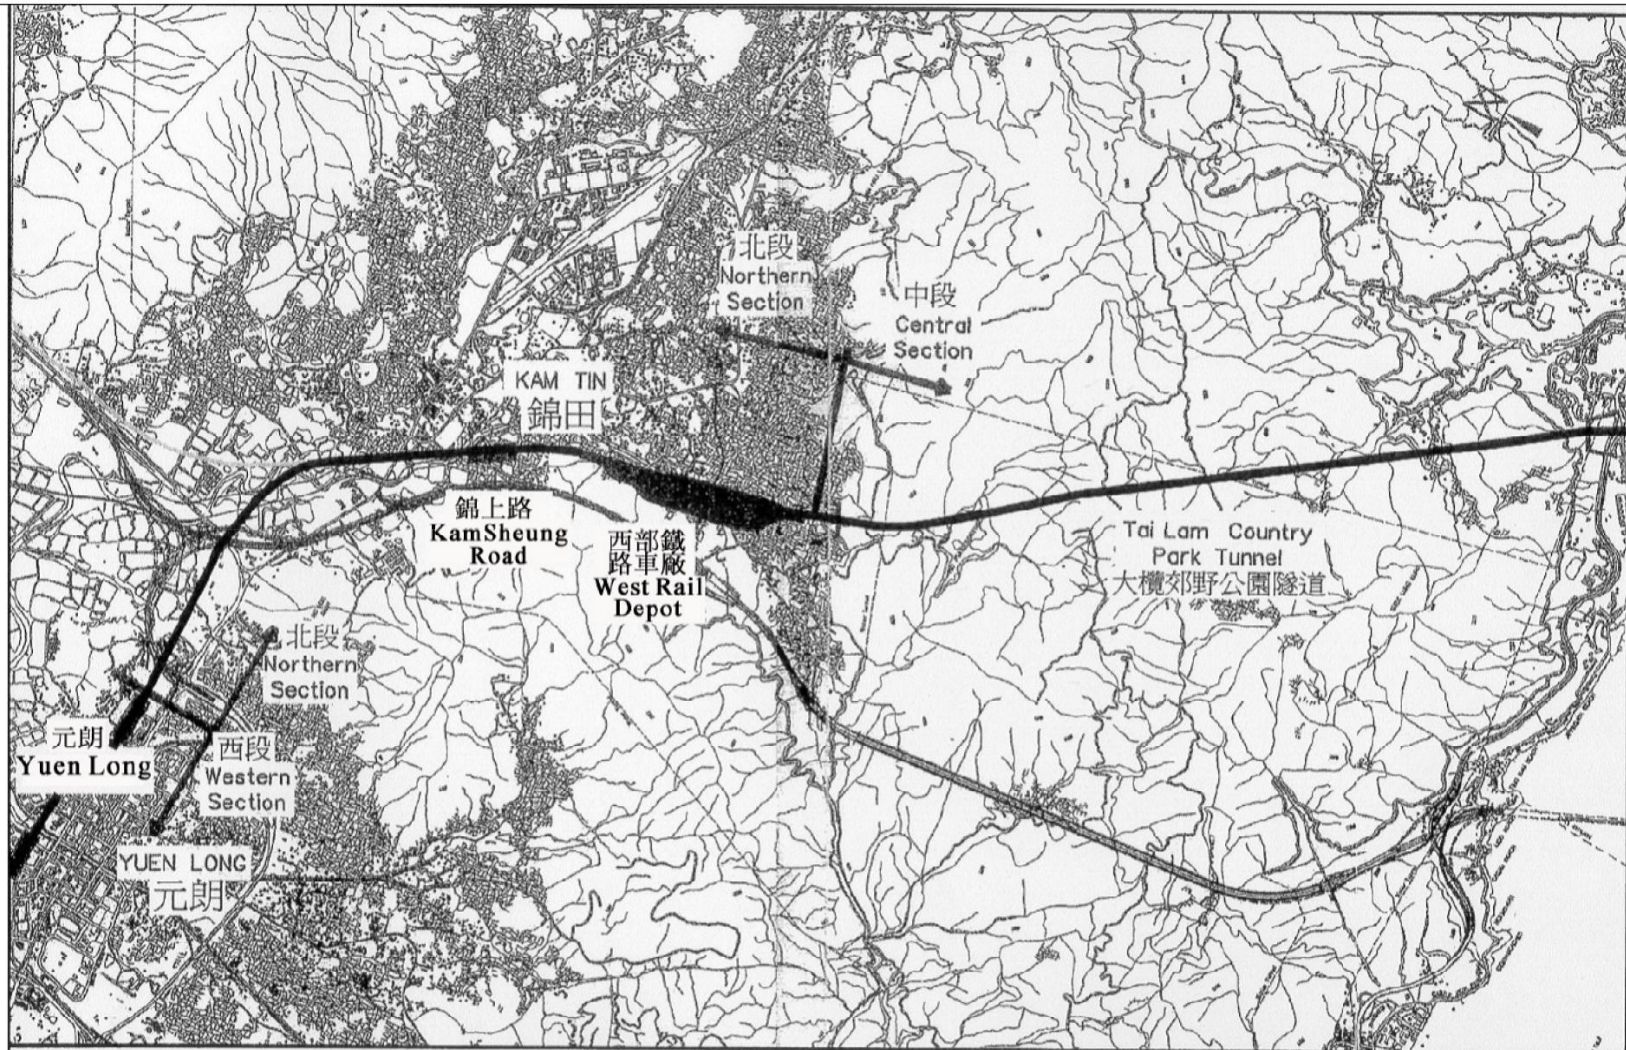 北段
Northern
Section
中段
Central
Section
KAM TIN
錦田
錦上路
KamSheung
Road
西部鐵
路車廠
West Rail
Depot
Tai Lam Country
Park Tunnel
大欖郊野公園隧道
北段
Northern
Section
元朗
Yuen Long
西段
Western
Section
YUEN LONG
元朗